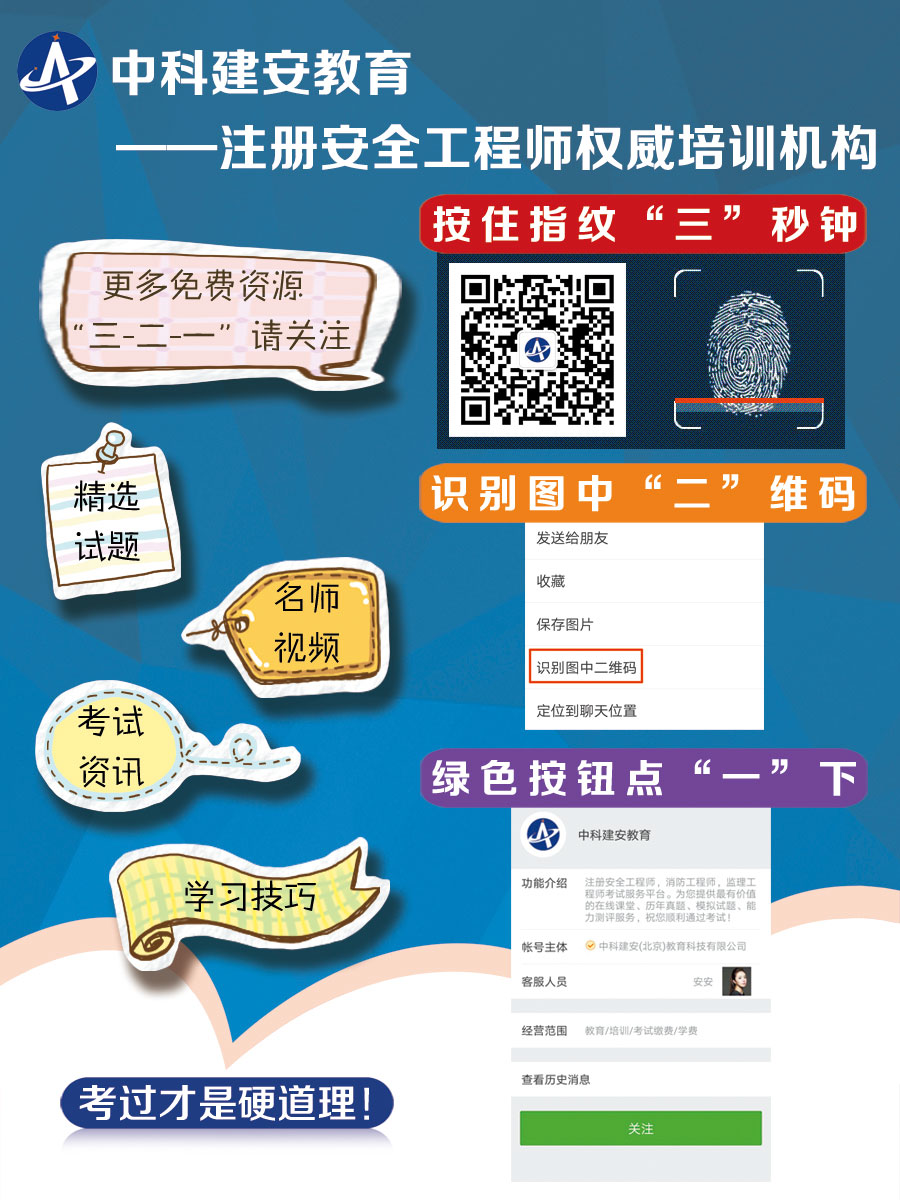 中科建安教育
——注册安全工程师权威培训机构
更多免费资源
“三-二-一”请关注
精选
试题
名师
视频
考试
资讯
学习技巧
考过才是硬道理!
按住指纹“三”秒钟
识别图中“二”维码
发送给朋友
收藏
保存图片
识别图中二维码
定位到聊天位置
绿色按钮点“一”下
中科建安教育
功能介绍 注册安全工程师，消防工程师，监理工
程师考试服务平台。为您提供最有价值
的在线课堂、历年真题、模拟试题、能
力测评服务，祝您顺利通过考试！
帐号主体 中科建安(北京)教育科技有限公司
客服人员 安安
经营范围 教育/培训/考试缴费/学费
查看历史消息
关注